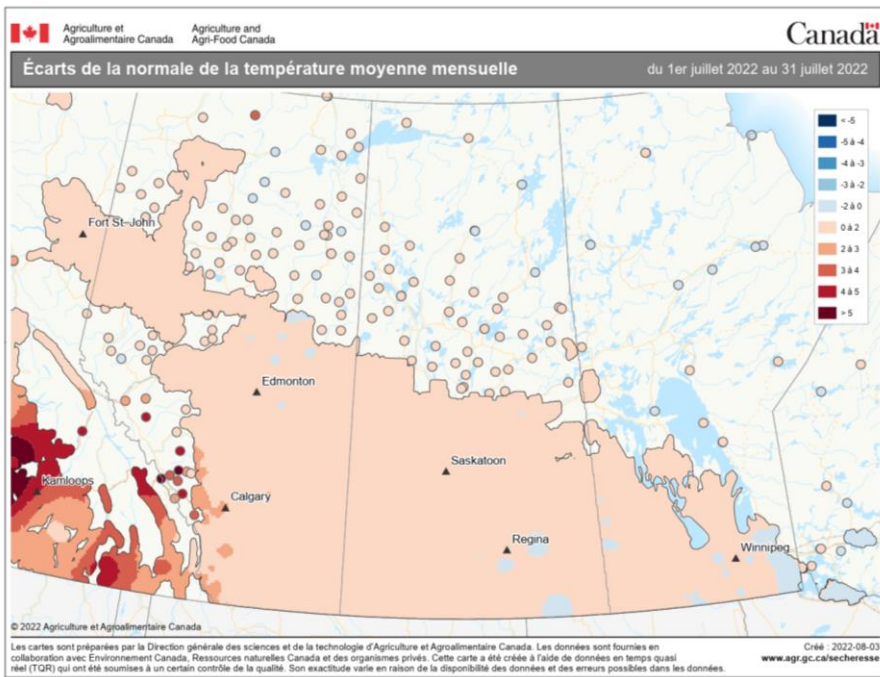 Agriculture et
Agroalimentaire Canada
Agriculture and
Agri-Food Canada
Canada
Écarts de la normale de la température moyenne mensuelle
du 1er juillet 2022 au 31 juillet 2022
< -5
-5 à -4
-4 à -3
-3 à -2
-2 à 0
0 à 2
2 à 3
3 à 4
4 à 5
> 5
Fort St-John
Edmonton
Saskatoon
Kamloops
Calgary
Regina
Winnipeg
© 2022 Agriculture et Agroalimentaire Canada
Les cartes sont préparées par la Direction générale des sciences et de la technologie d'Agriculture et Agroalimentaire Canada. Les données sont fournies en
collaboration avec Environnement Canada, Ressources naturelles Canada et des organismes privés. Cette carte a été créée à l'aide de données en temps quasi
réel (TQR) qui ont été soumises à un certain contrôle de la qualité. Son exactitude varie en raison de la disponibilité des données et des erreurs possibles dans les données.
Créé : 2022-08-03
www.agr.gc.ca/secheresse